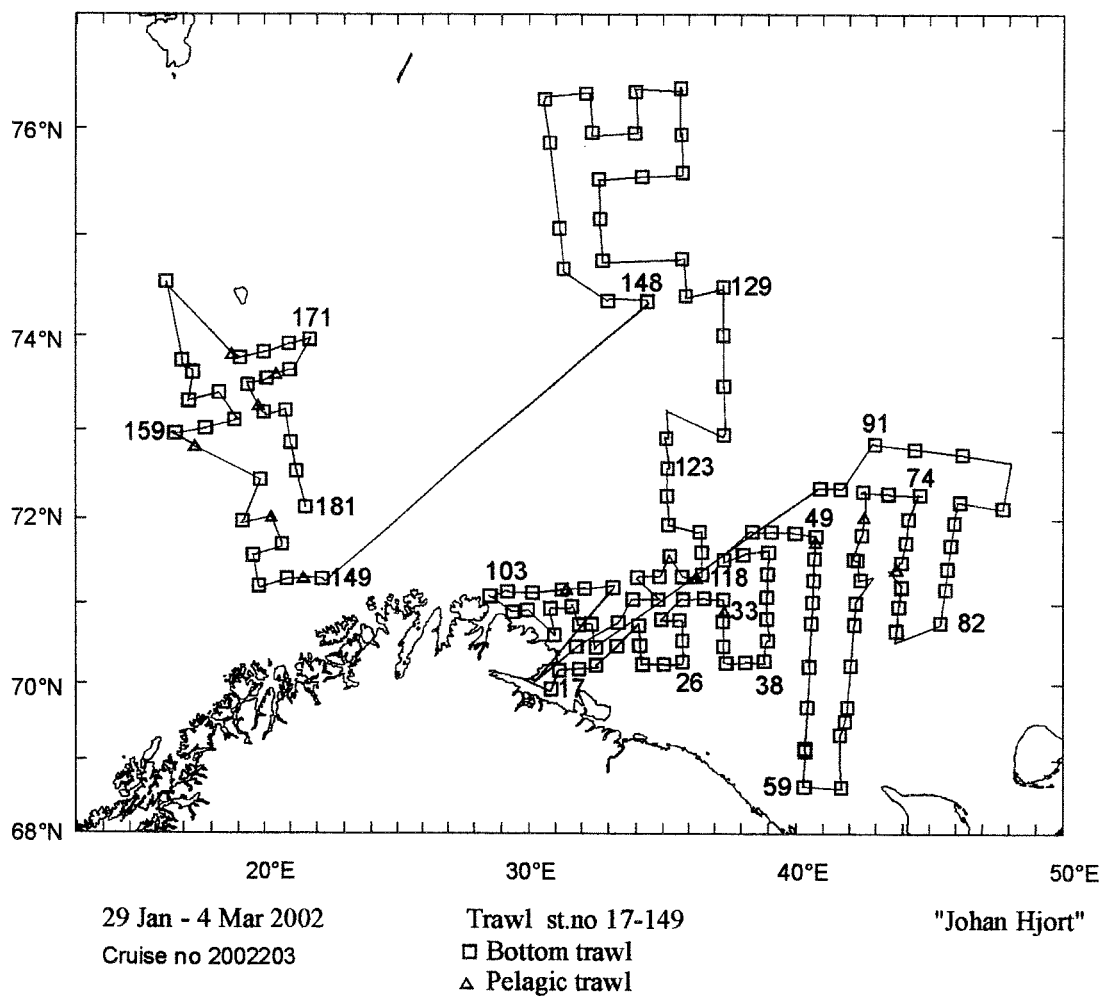 76°N
74°N
72°N
70°N
68°N
148
129
171
159
123
91
74
181
49
149
103
118
33
82
17
26
38
59
20°E
30°E
40°E
50°E
29 Jan - 4 Mar 2002
Trawl st.no 17-149
"Johan Hjort"
Cruise no 2002203
Bottom trawl
Pelagic trawl